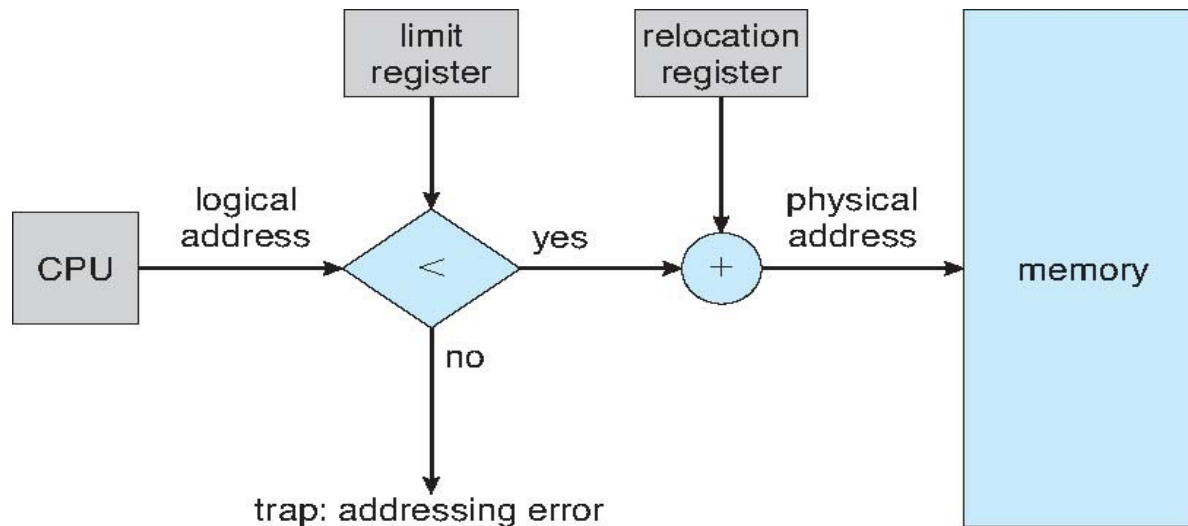 limit
register
relocation
register
logical
address
physical
address
CPU
<
yes
+
memory
no
trap: addressing error